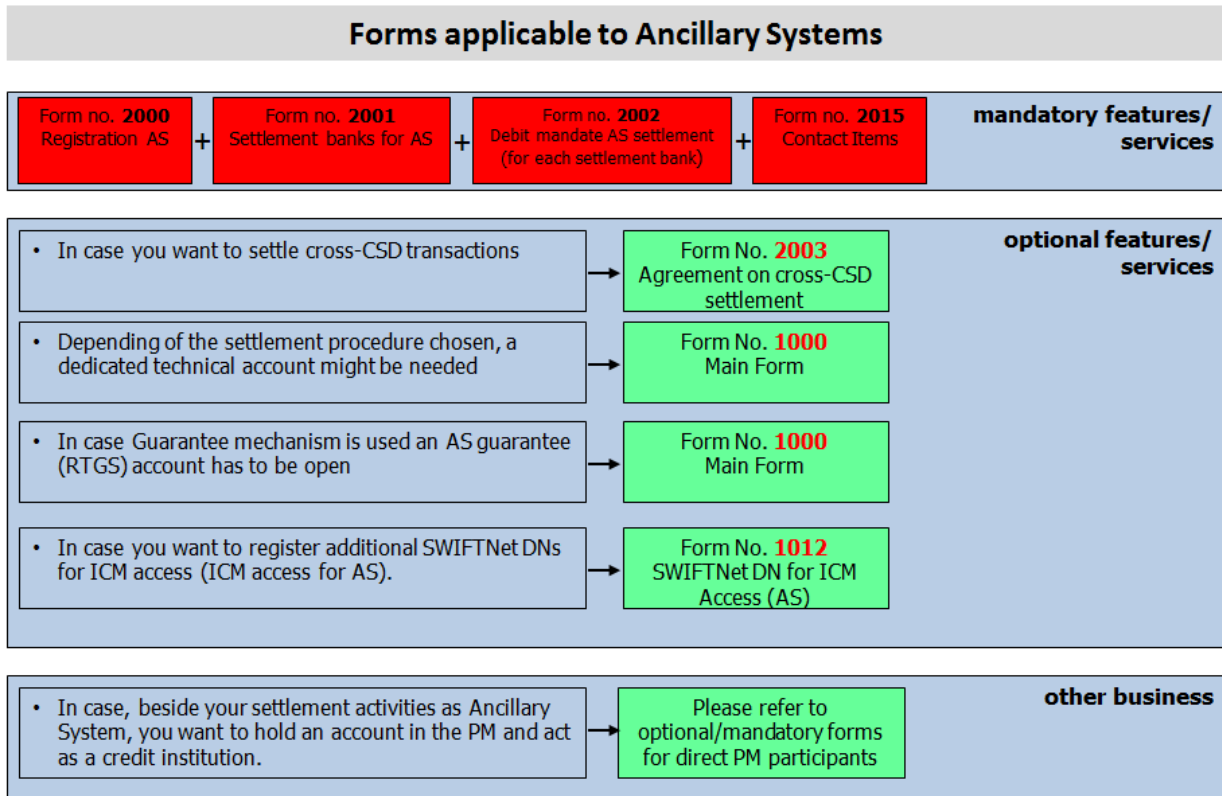 Forms applicable to Ancillary Systems
Form no. 2000
Registration AS
+
Form no. 2001
Settlement banks for AS
+
Form no. 2002
Debit mandate AS settlement
(for each settlement bank)
+
Form no. 2015
Contact Items
mandatory features/
services
optional features/
services
• In case you want to settle cross-CSD transactions
Form No. 2003
Agreement on cross-CSD
settlement
• Depending of the settlement procedure chosen, a
dedicated technical account might be needed
Form No. 1000
Main Form
• In case Guarantee mechanism is used an AS guarantee
(RTGS) account has to be open
Form No. 1000
Main Form
• In case you want to register additional SWIFTNet DNs
for ICM access (ICM access for AS).
Form No. 1012
SWIFTNet DN for ICM
Access (AS)
other business
• In case, beside your settlement activities as Ancillary
System, you want to hold an account in the PM and act
as a credit institution.
Please refer to
optional/mandatory forms
for direct PM participants